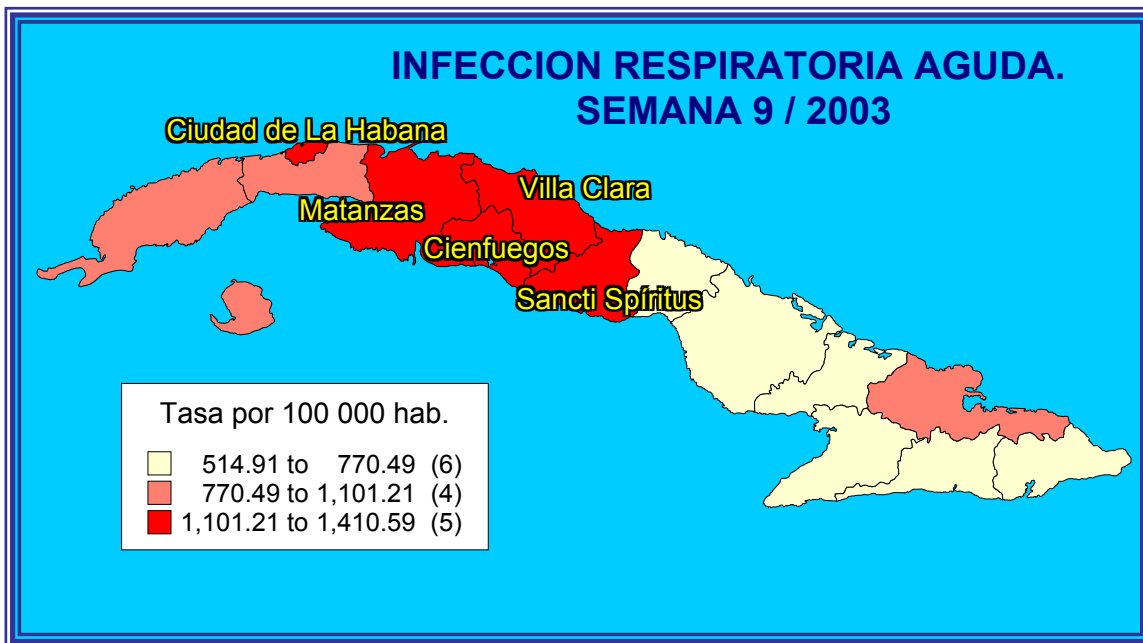 INFECCION RESPIRATORIA AGUDA.
SEMANA 9 / 2003
Ciudad de La Habana
Villa Clara
Matanzas
Cienfuegos
Sancti Spíritus
Tasa por 100 000 hab.
514.91 to 770.49 (6)
770.49 to 1,101.21 (4)
1,101.21 to 1,410.59 (5)